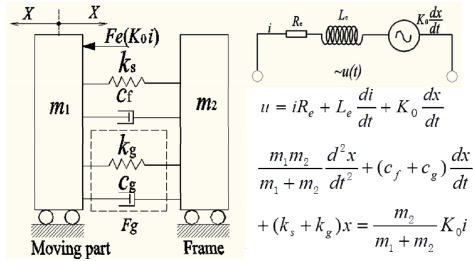 X X
Fe(K₀i)
kₛ
c_f
m₁
m₂
k_g
c_g
Fg
Moving part
Frame
i
Rₑ
Lₑ
K₀ dx/dt
~u(t)
u = iRₑ + Lₑ di/dt + K₀ dx/dt
m₁m₂/(m₁ + m₂) d²x/dt² + (c_f + c_g) dx/dt
+ (kₛ + k_g)x = m₂/(m₁ + m₂) K₀i